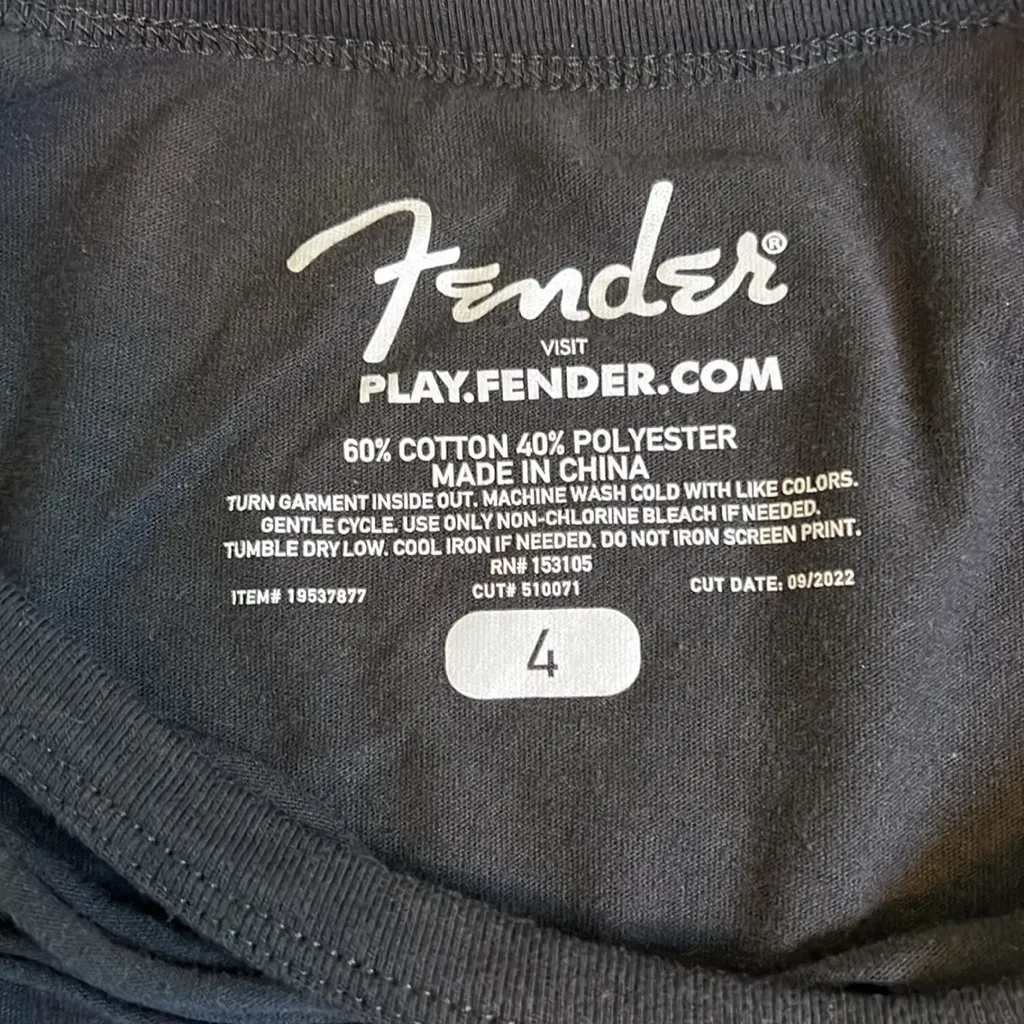 Fender®
VISIT
PLAY.FENDER.COM
60% COTTON 40% POLYESTER
MADE IN CHINA
TURN GARMENT INSIDE OUT. MACHINE WASH COLD WITH LIKE COLORS.
GENTLE CYCLE. USE ONLY NON-CHLORINE BLEACH IF NEEDED.
TUMBLE DRY LOW. COOL IRON IF NEEDED. DO NOT IRON SCREEN PRINT.
RN# 153105
ITEM# 19537877 CUT# 510071 CUT DATE: 09/2022
4